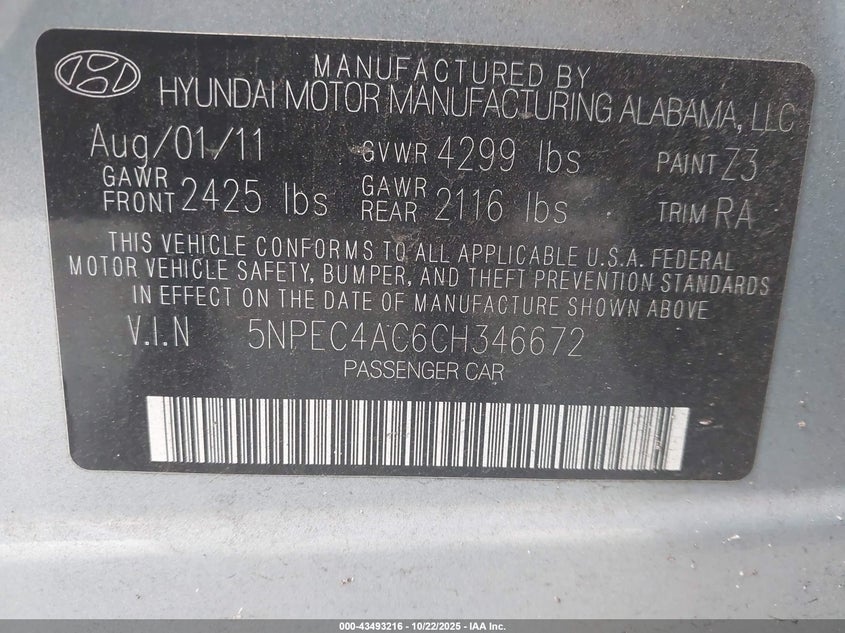 MANUFACTURED BY
HYUNDAI MOTOR MANUFACTURING ALABAMA, LLC
Aug/01/11 GVWR 4299 lbs PAINT Z3
GAWR FRONT 2425 lbs GAWR REAR 2116 lbs TRIM RA
THIS VEHICLE CONFORMS TO ALL APPLICABLE U.S.A. FEDERAL
MOTOR VEHICLE SAFETY, BUMPER, AND THEFT PREVENTION STANDARDS
IN EFFECT ON THE DATE OF MANUFACTURE SHOWN ABOVE
V.I.N 5NPEC4AC6CH346672
PASSENGER CAR
000-43493216 - 10/22/2025 - IAA Inc.